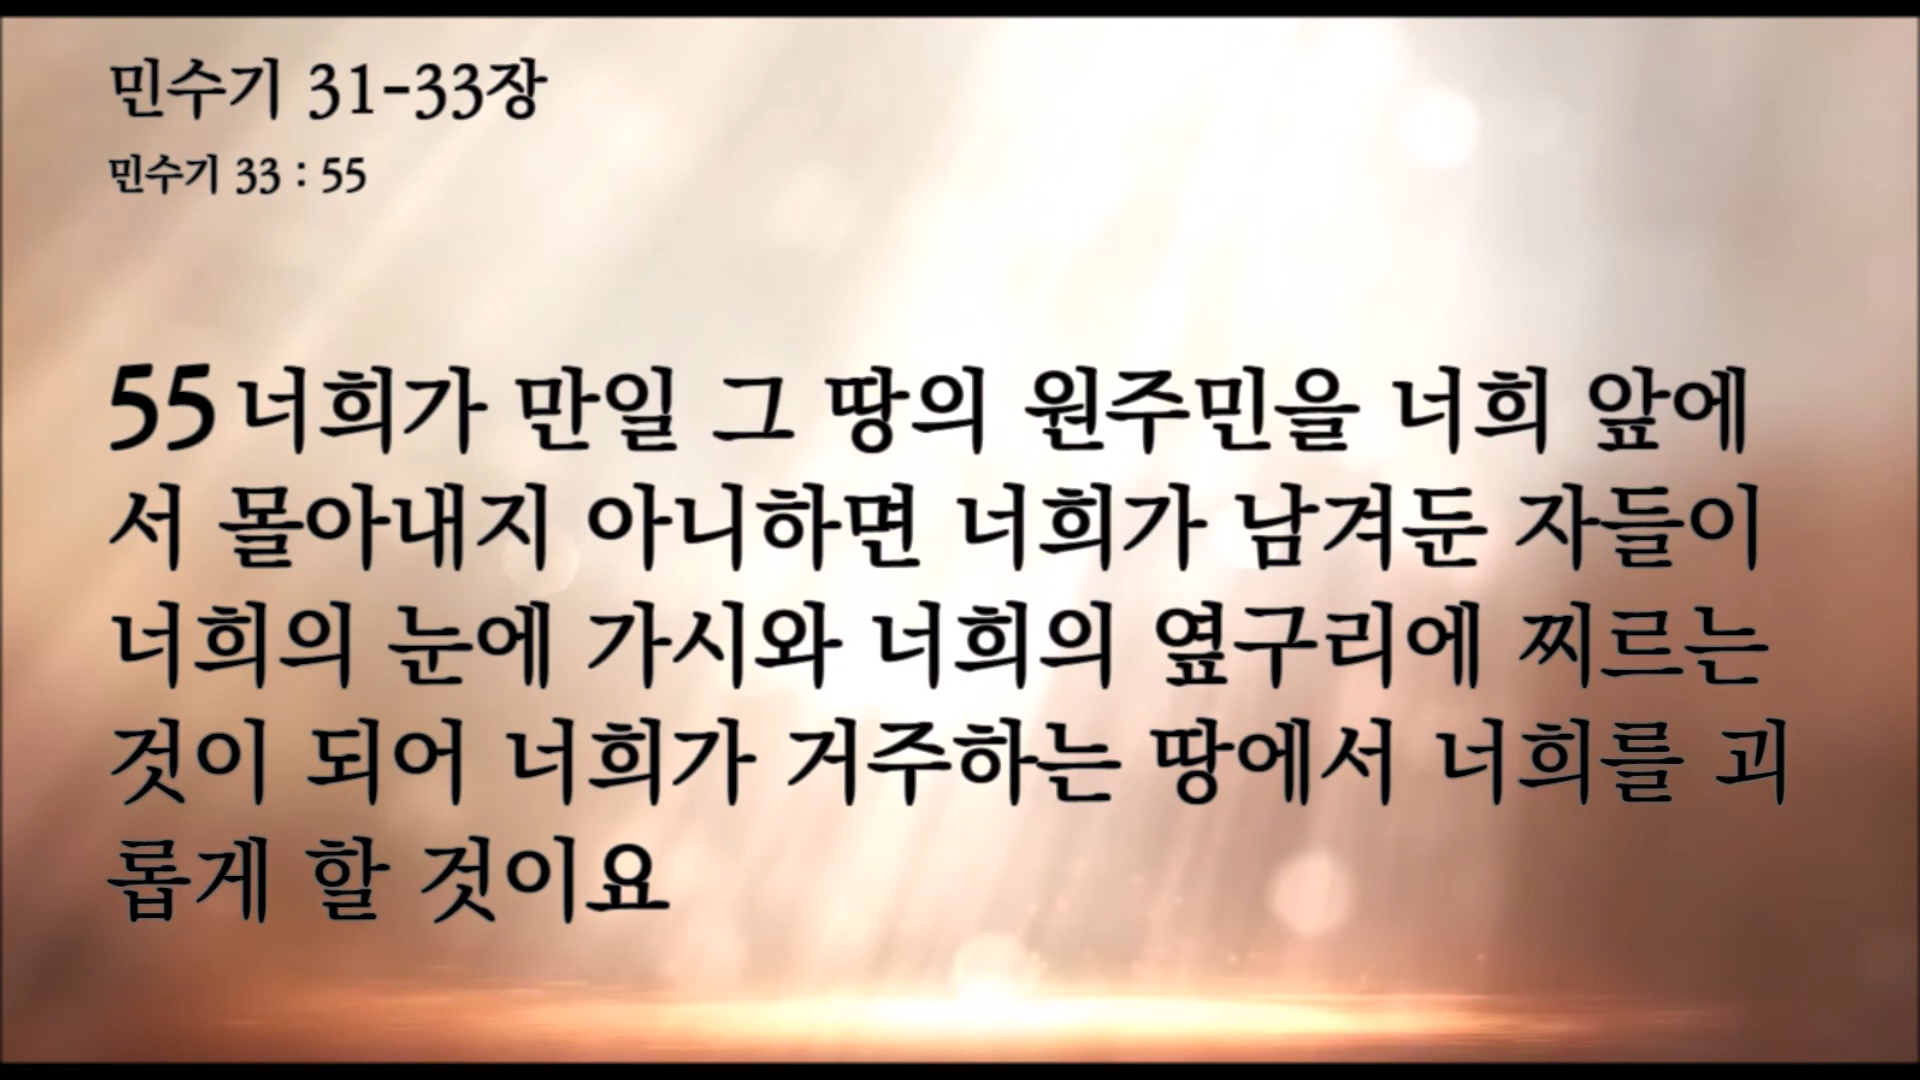 민수기 31-33장
민수기 33 : 55
55 너희가 만일 그 땅의 원주민을 너희 앞에
서 몰아내지 아니하면 너희가 남겨둔 자들이
너희의 눈에 가시와 너희의 옆구리에 찌르는
것이 되어 너희가 거주하는 땅에서 너희를 괴
롭게 할 것이요